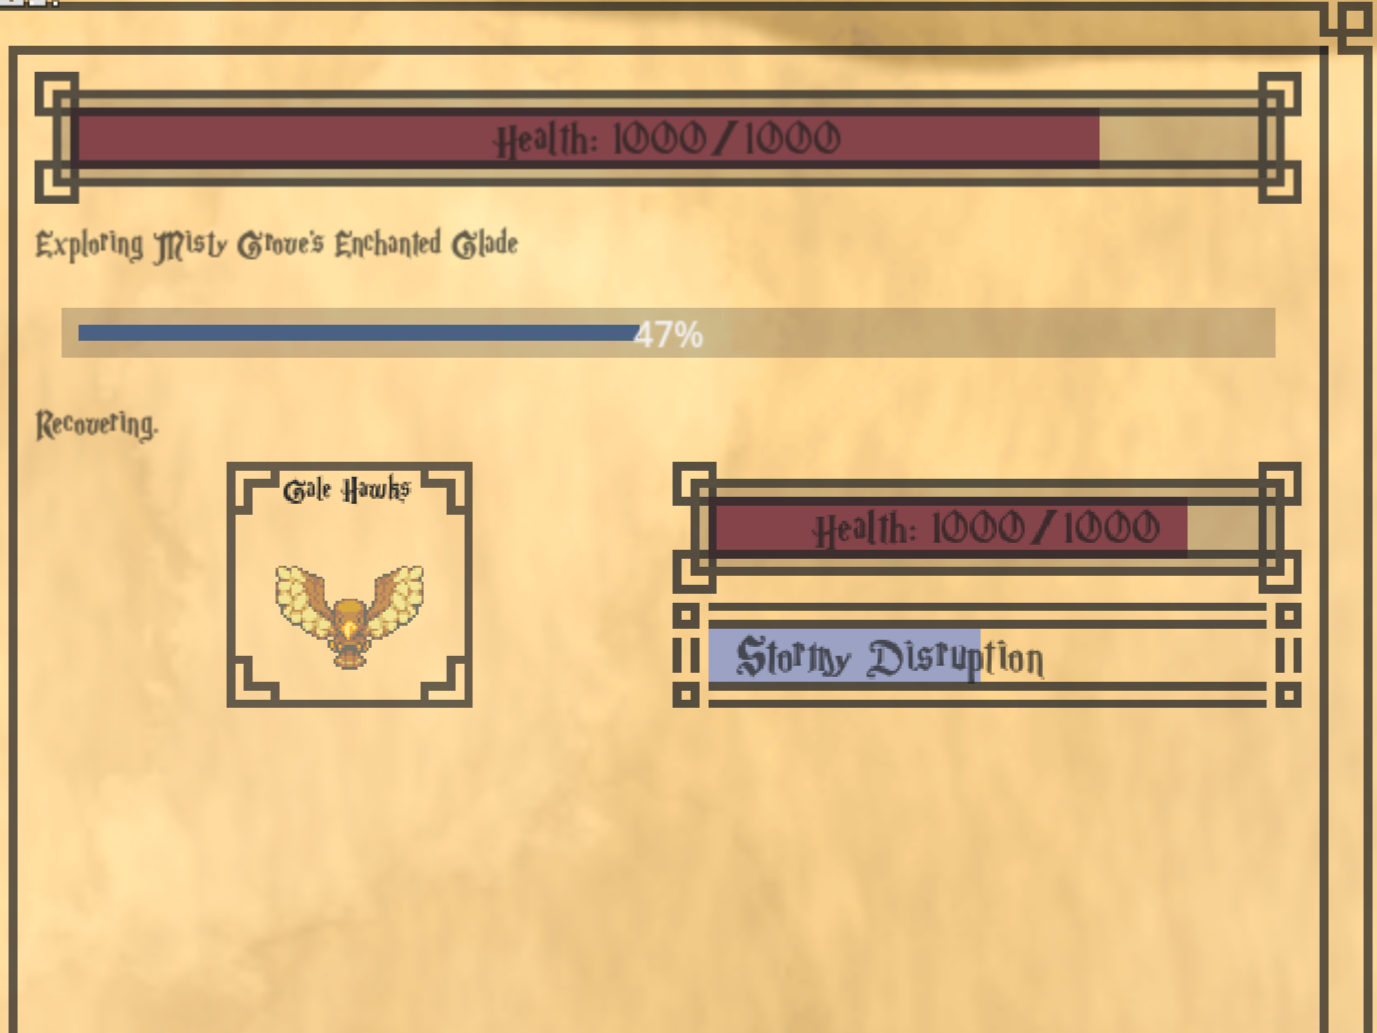 Health: 1000/1000
Exploring Misty Grove's Enchanted Glade
47%
Recovering.
Gale Hawks
Health: 1000/1000
Stormy Disruption